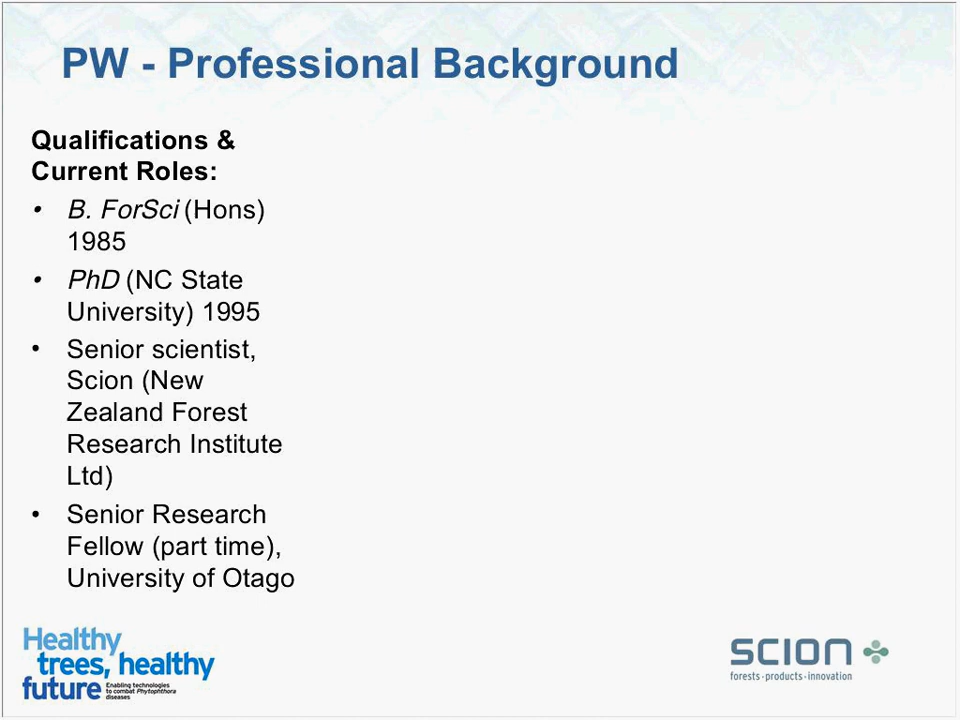 PW - Professional Background
Qualifications &
Current Roles:
• B. ForSci (Hons)
1985
• PhD (NC State
University) 1995
• Senior scientist,
Scion (New
Zealand Forest
Research Institute
Ltd)
• Senior Research
Fellow (part time),
University of Otago
Healthy
trees, healthy
future
Enabling technologies
to combat Phytophthora
diseases
SCION
forests • products • innovation